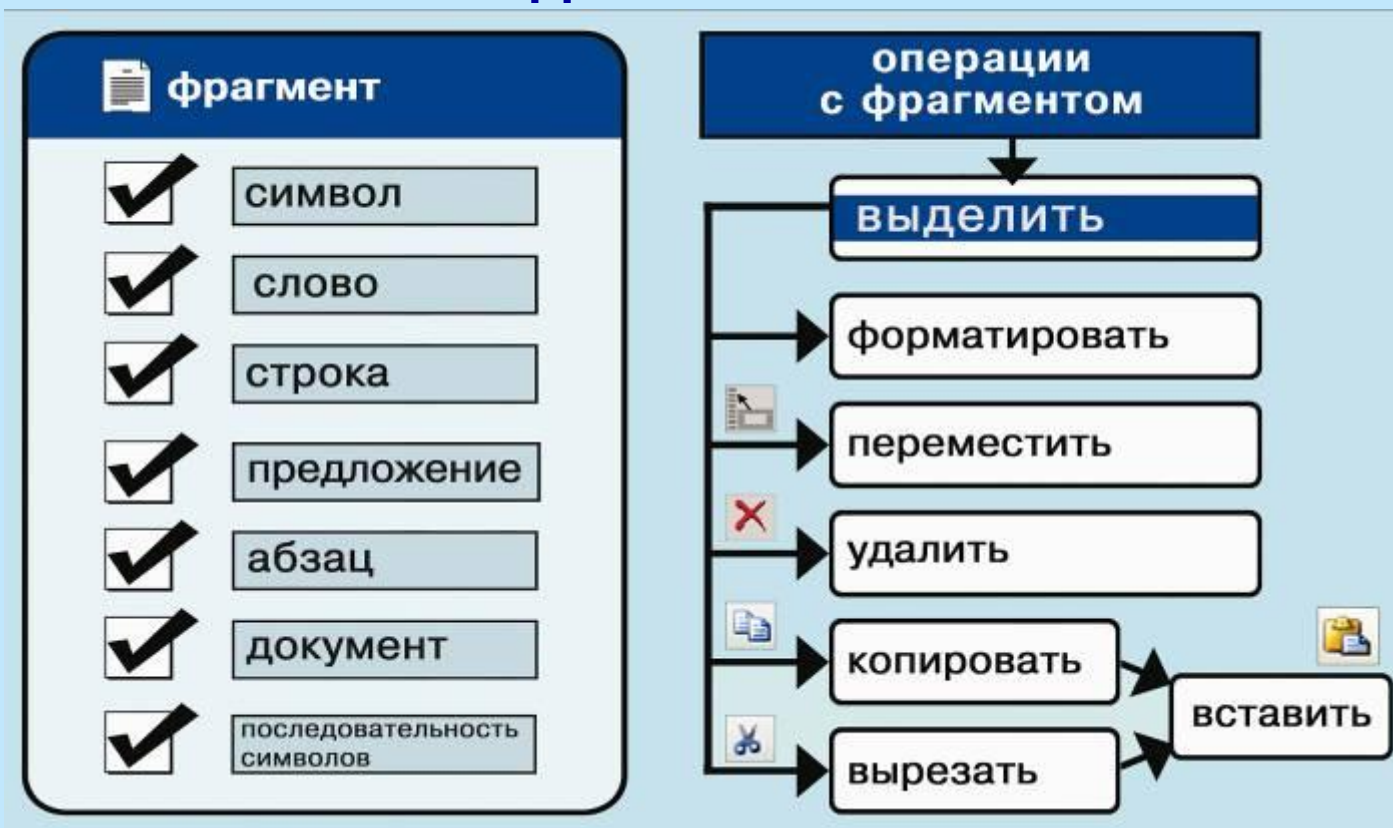 фрагмент
символ
слово
строка
предложение
абзац
документ
последовательность
символов
операции
с фрагментом
выделить
форматировать
переместить
удалить
копировать
вырезать
вставить